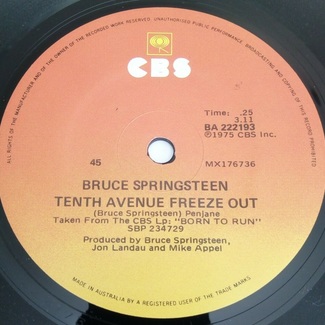 ALL RIGHTS OF THE MANUFACTURER AND OF THE OWNER OF THE RECORDED WORK RESERVED. UNAUTHORISED PUBLIC PERFORMANCE, BROADCASTING AND COPYING OF THIS RECORD PROHIBITED
CBS
Time: .25
3.11
BA 222193
℗1975 CBS Inc.
45
MX176736
BRUCE SPRINGSTEEN
TENTH AVENUE FREEZE OUT
(Bruce Springsteen) Penjane
Taken From The CBS Lp: "BORN TO RUN"
SBP 234729
Produced by Bruce Springsteen,
Jon Landau and Mike Appel
MADE IN AUSTRALIA BY A REGISTERED USER OF THE TRADE MARKS